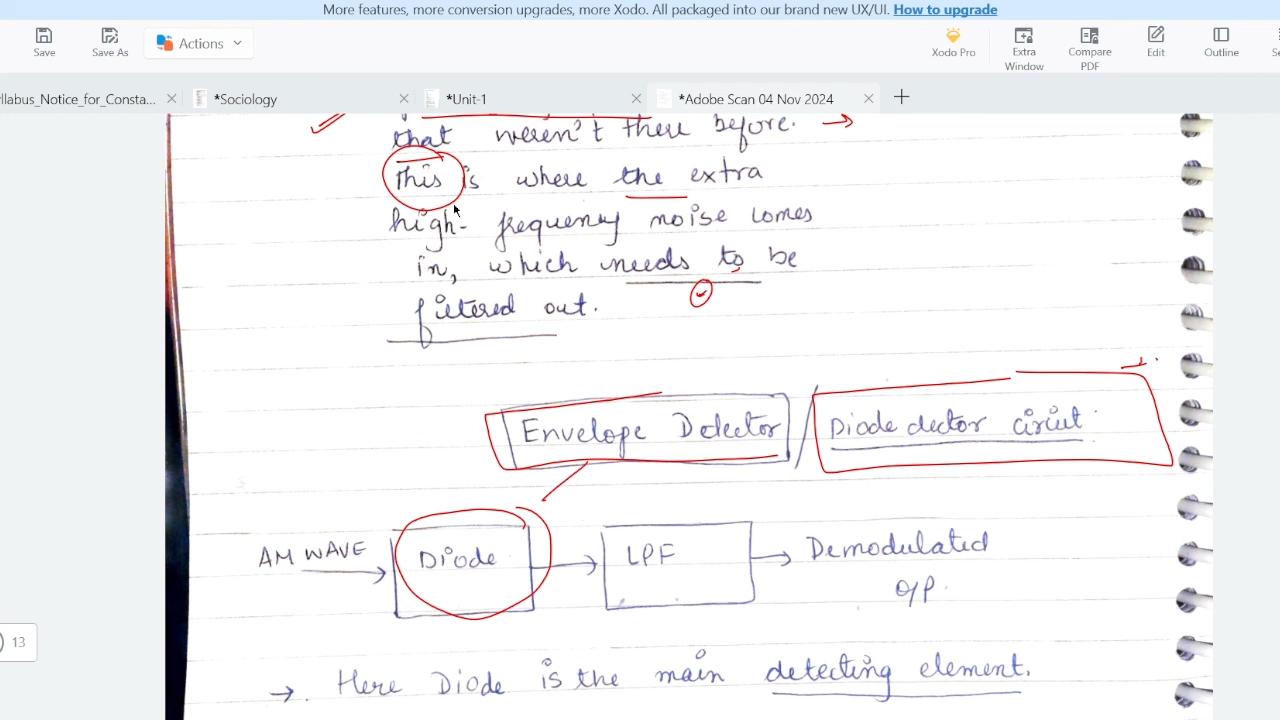 More features, more conversion upgrades, more Xodo. All packaged into our brand new UX/UI. How to upgrade
Save
Save As
Actions
Xodo Pro
Extra Window
Compare PDF
Edit
Outline
Se
llabus_Notice_for_Consta...
*Sociology
*Unit-1
*Adobe Scan 04 Nov 2024
that weren't there before. →
This is where the extra
high- frequency noise comes
in, which needs to be
filtered out.
Envelope Detector / Diode dector circuit
AM WAVE → Diode → LPF → Demodulated
O/P.
→. Here Diode is the main detecting element.
13